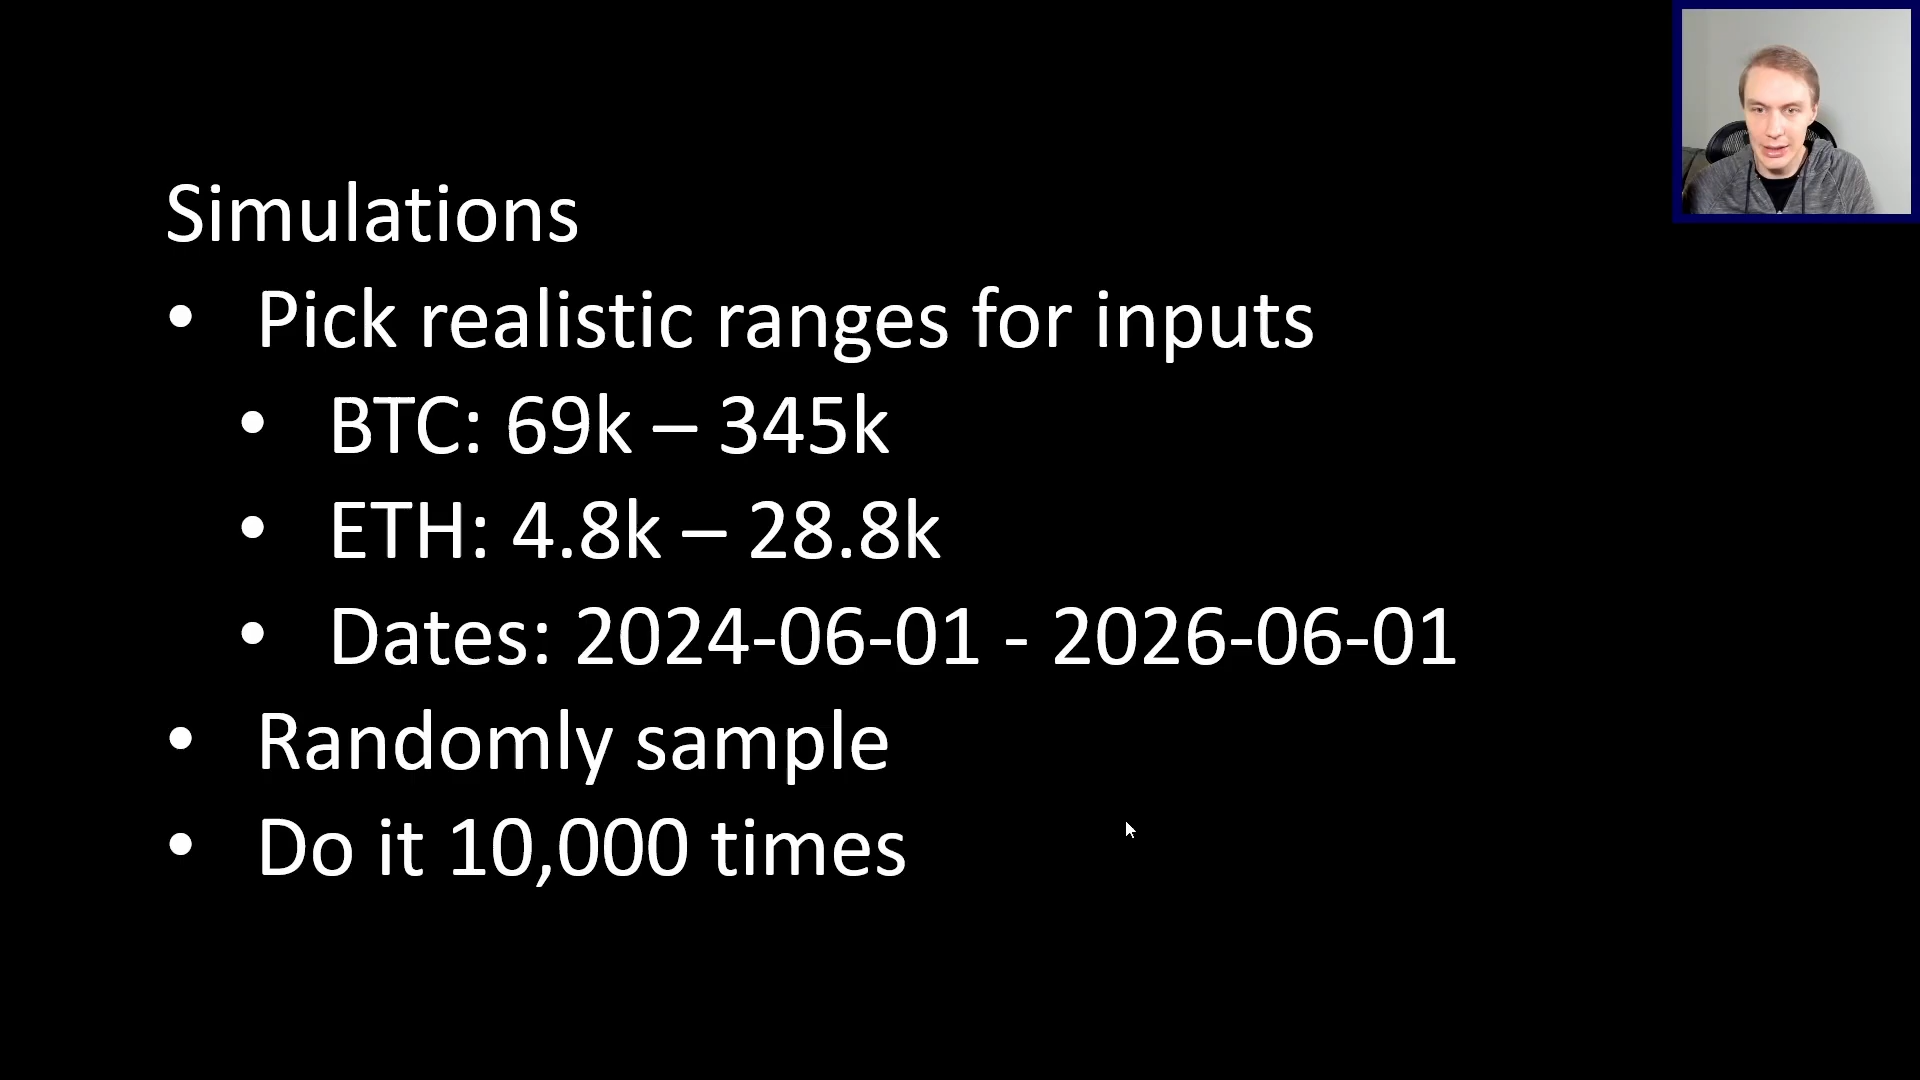 Simulations
• Pick realistic ranges for inputs
• BTC: 69k – 345k
• ETH: 4.8k – 28.8k
• Dates: 2024-06-01 - 2026-06-01
• Randomly sample
• Do it 10,000 times